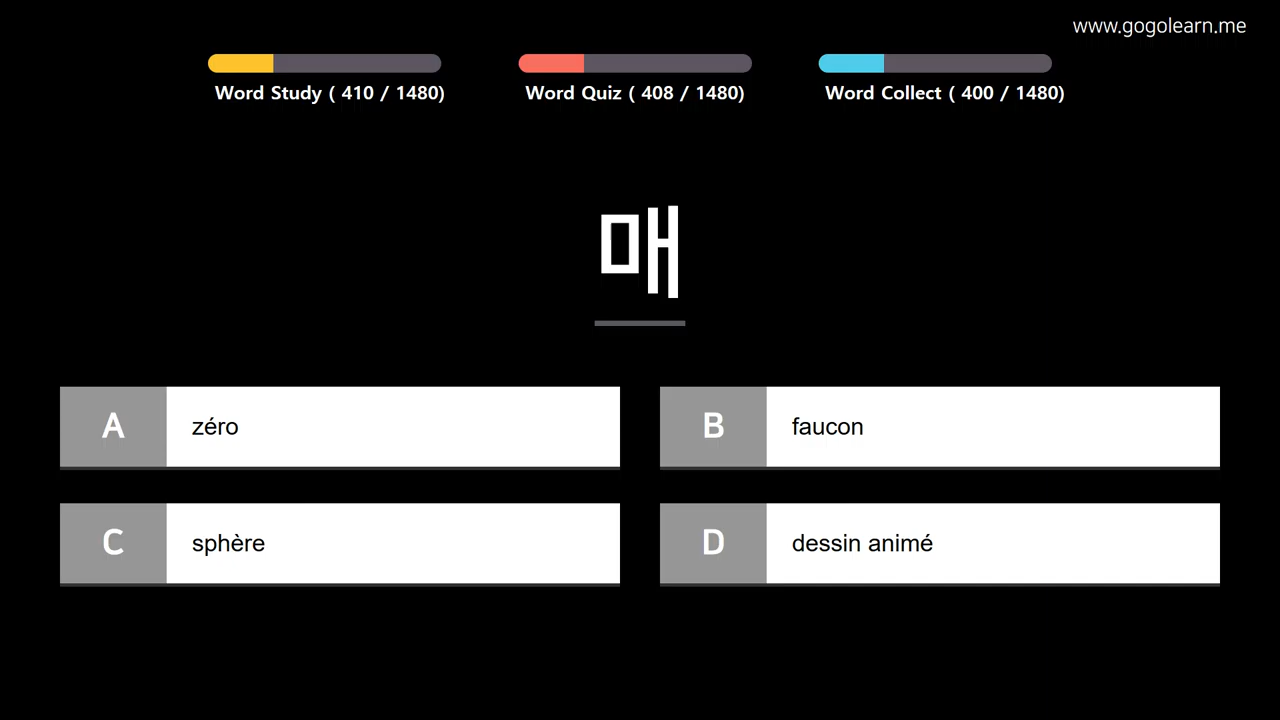 www.gogolearn.me
Word Study ( 410 / 1480)
Word Quiz ( 408 / 1480)
Word Collect ( 400 / 1480)
매
A zéro
B faucon
C sphère
D dessin animé